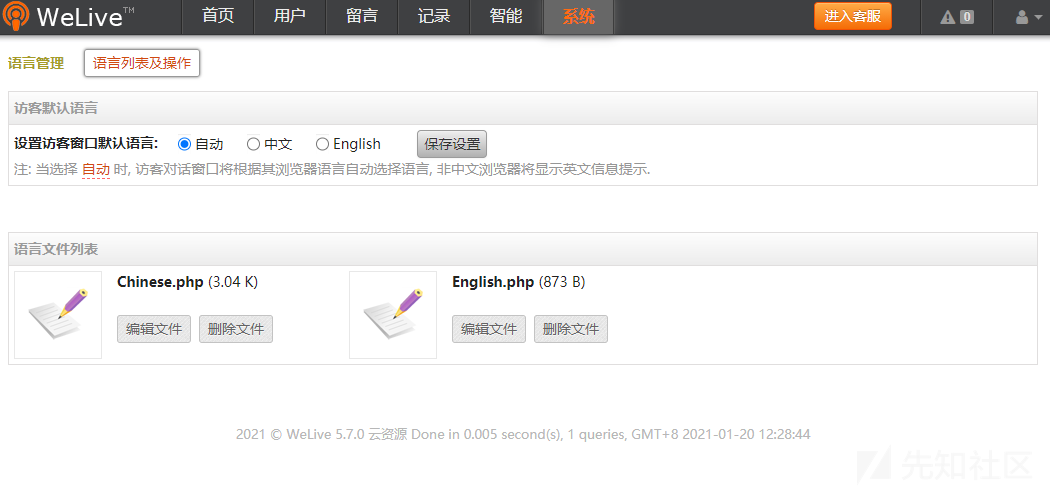 WeLive™ 首页 用户 留言 记录 智能 系统 进入客服 0
语言管理 语言列表及操作
访客默认语言
设置访客窗口默认语言: 自动 中文 English 保存设置
注: 当选择 自动 时, 访客对话窗口将根据其浏览器语言自动选择语言, 非中文浏览器将显示英文信息提示.
语言文件列表
Chinese.php (3.04 K) English.php (873 B)
编辑文件 删除文件 编辑文件 删除文件
2021 © WeLive 5.7.0 云资源 Done in 0.005 second(s), 1 queries, GMT+8 2021-01-20 12:28:44
先知社区